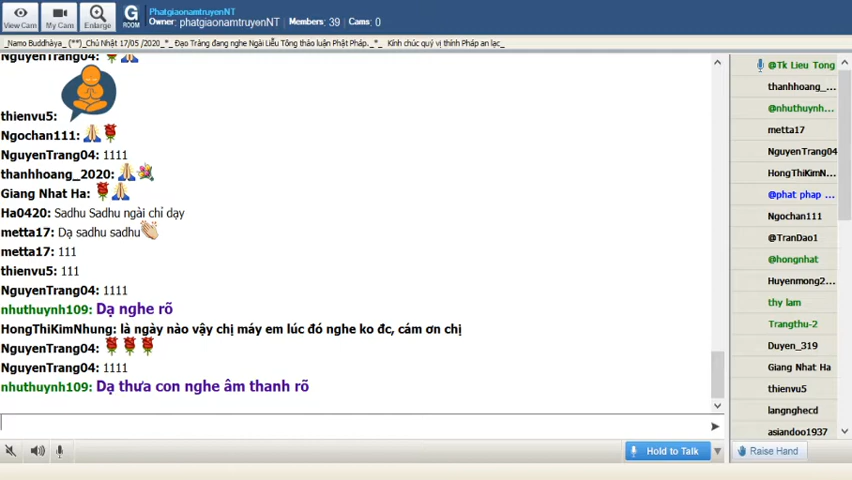 View Cam
My Cam
Enlarge
G
ROOM
PhatgiaonamtruyenNT
Owner: phatgiaonamtruyenNT Members: 39 Cams: 0
_Namo Buddhàya_ (**)_Chủ Nhật 17/05 /2020_*_ Đạo Tràng đang nghe Ngài Liễu Tông thảo luận Phật Pháp._*_ Kính chúc quý vị thính Pháp an lạc_
NguyenTrang04:
thienvu5:
Ngochan111:
NguyenTrang04: 1111
thanhhoang_2020:
Giang Nhat Ha:
Ha0420: Sadhu Sadhu ngài chỉ dạy
metta17: Dạ sadhu sadhu
metta17: 111
thienvu5: 111
NguyenTrang04: 1111
nhuthuynh109: Dạ nghe rõ
HongThiKimNhung: là ngày nào vậy chị máy em lúc đó nghe ko đc, cám ơn chị
NguyenTrang04:
NguyenTrang04: 1111
nhuthuynh109: Dạ thưa con nghe âm thanh rõ
Hold to Talk
@Tk Lieu Tong
thanhhoang_...
@nhuthuynh...
metta17
NguyenTrang04
HongThiKimN...
@phat phap ...
Ngochan111
@TranDao1
@hongnhat
Huyenmong2...
thy lam
Trangthu-2
Duyen_319
Giang Nhat Ha
thienvu5
langnghecd
asiandoo1937
Raise Hand